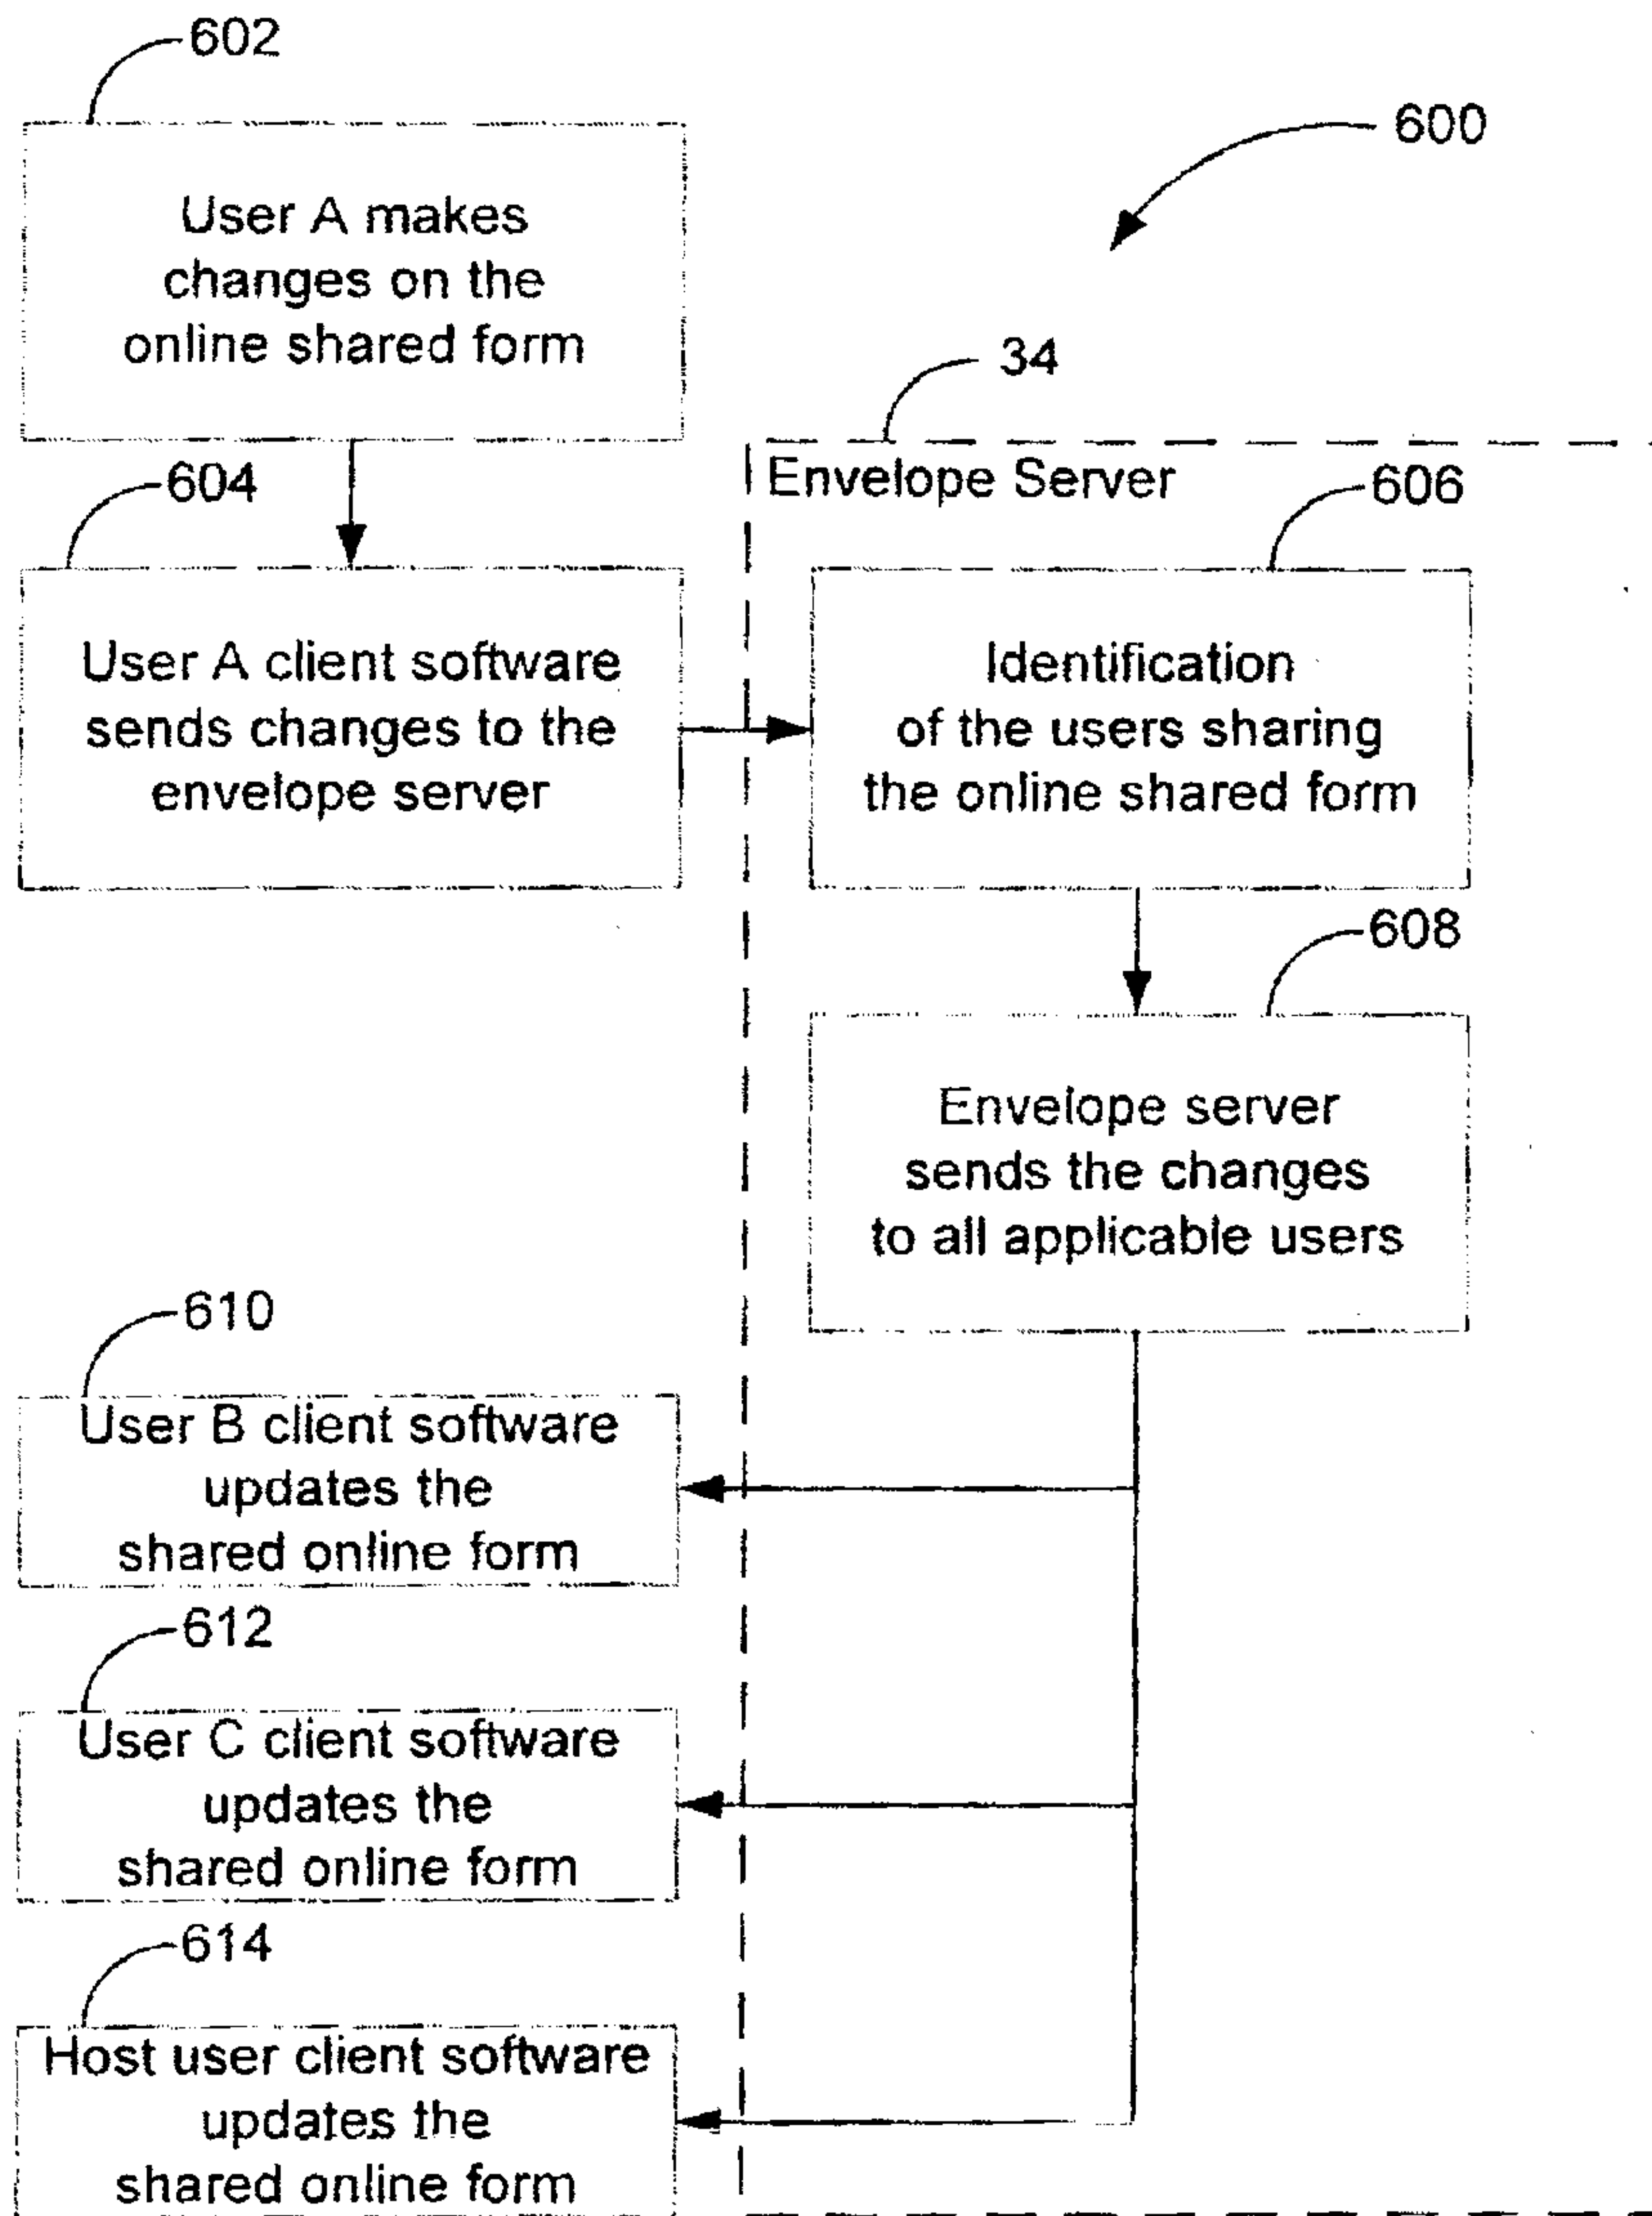 602
User A makes
changes on the
online shared form
600
34
Envelope Server
604
User A client software
sends changes to the
envelope server
606
Identification
of the users sharing
the online shared form
608
Envelope server
sends the changes
to all applicable users
610
User B client software
updates the
shared online form
612
User C client software
updates the
shared online form
614
Host user client software
updates the
shared online form